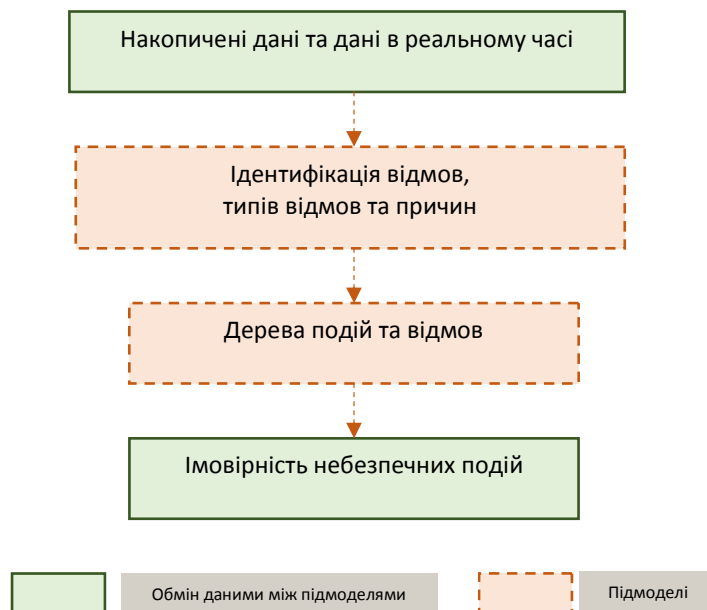 Накопичені дані та дані в реальному часі
Ідентифікація відмов,
типів відмов та причин
Дерева подій та відмов
Імовірність небезпечних подій
Обмін даними між підмоделями
Підмоделі